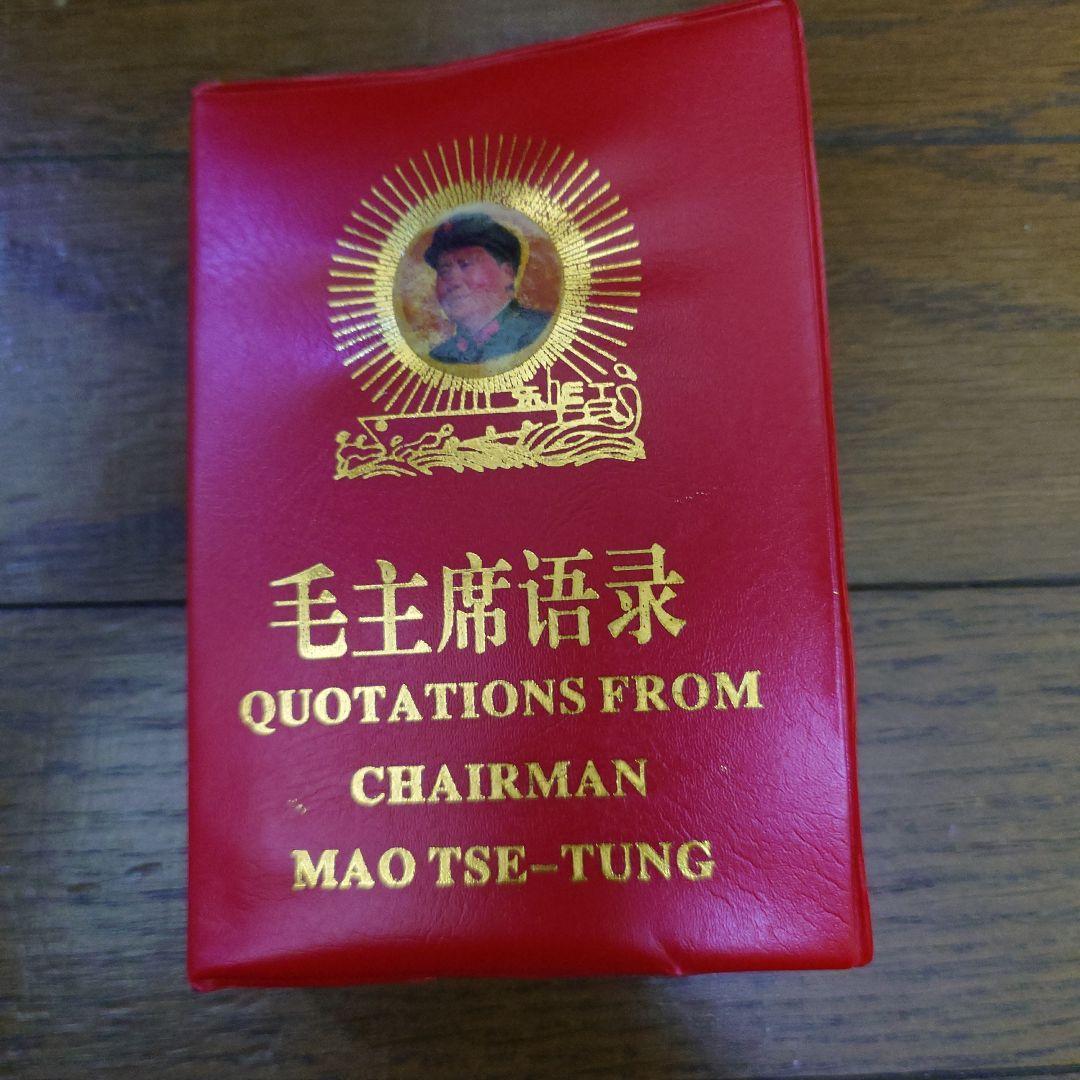 毛主席语录
QUOTATIONS FROM
CHAIRMAN
MAO TSE-TUNG